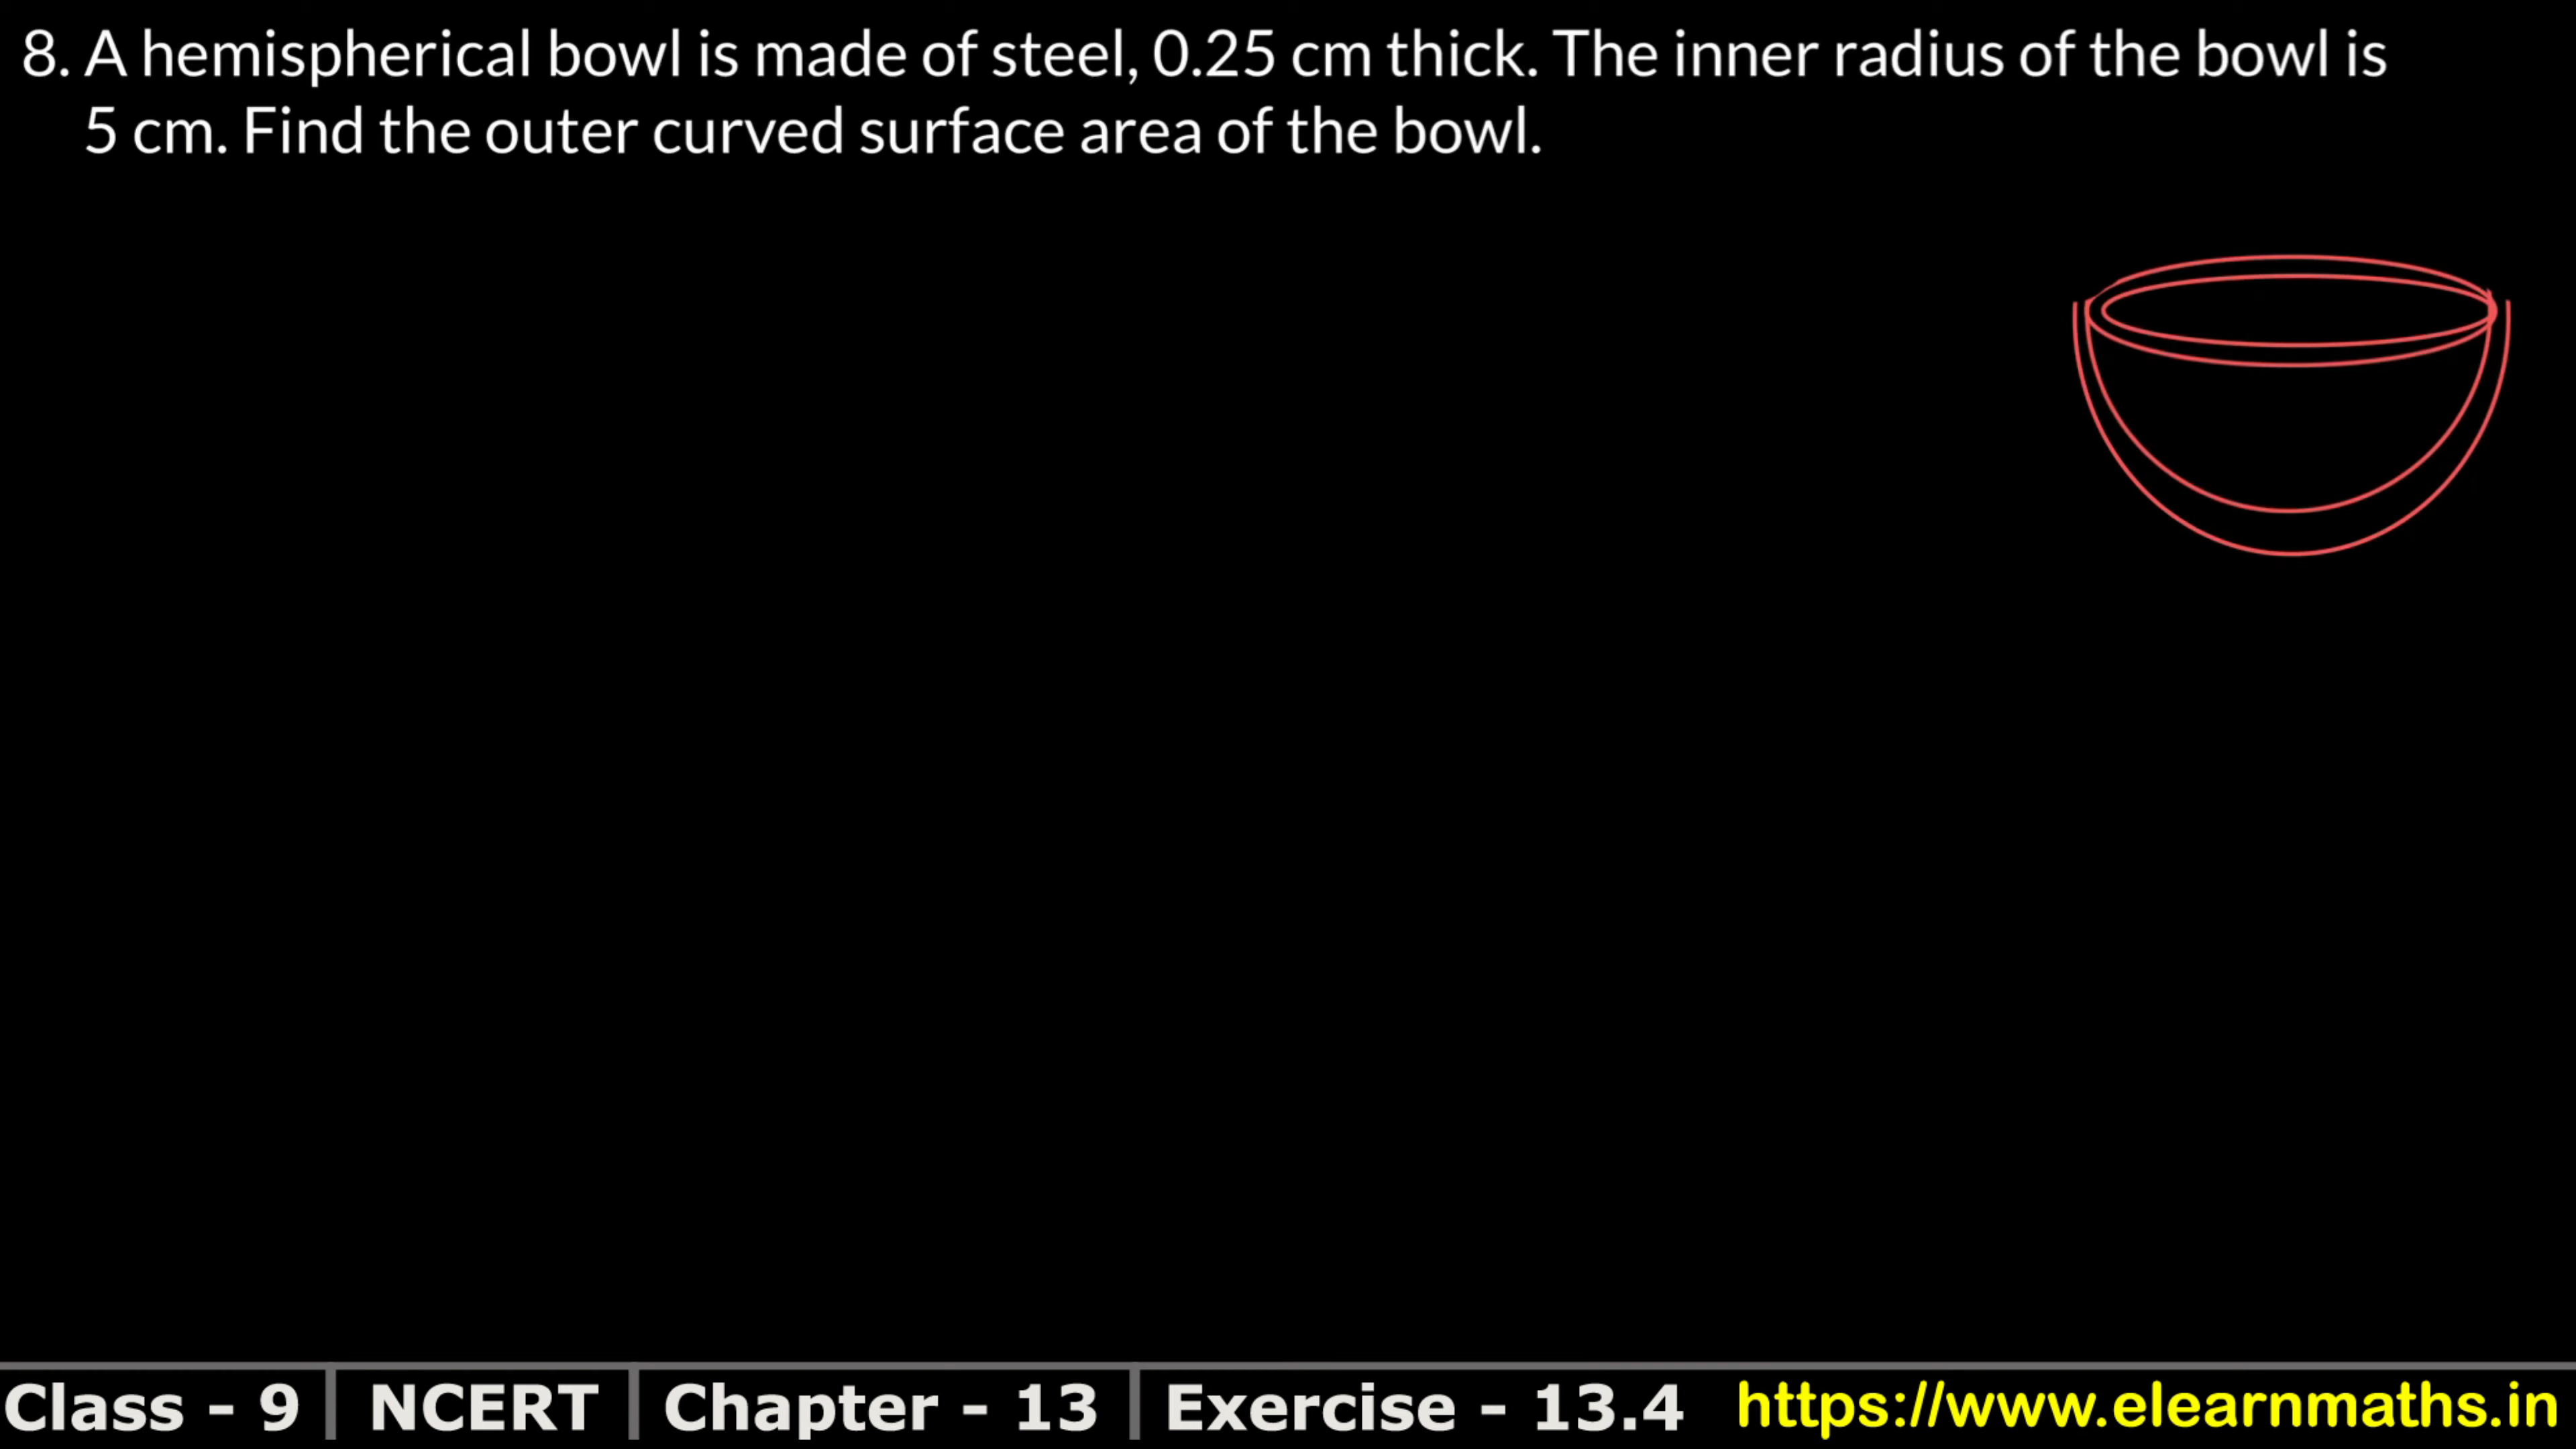 8. A hemispherical bowl is made of steel, 0.25 cm thick. The inner radius of the bowl is
5 cm. Find the outer curved surface area of the bowl.
Class - 9 | NCERT | Chapter - 13 | Exercise - 13.4 https://www.elearnmaths.in